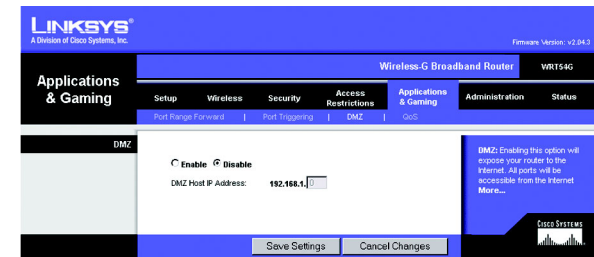 LINKSYS®
A Division of Cisco Systems, Inc.
Firmware Version: v2.04.3
Applications & Gaming
Wireless-G Broadband Router WRT54G
Setup Wireless Security Access Restrictions Applications & Gaming Administration Status
Port Range Forward | Port Triggering | DMZ | QoS
DMZ
Enable Disable
DMZ Host IP Address: 192.168.1. 0
DMZ: Enabling this option will
expose your router to the
Internet. All ports will be
accessible from the Internet
More...
Save Settings Cancel Changes
CISCO SYSTEMS